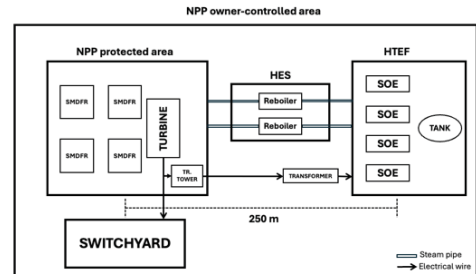 NPP owner-controlled area
NPP protected area
HES
HTEF
SMDFR
SMDFR
TURBINE
SMDFR
SMDFR
TR.
TOWER
Reboiler
Reboiler
TRANSFORMER
SOE
SOE
SOE
SOE
TANK
250 m
SWITCHYARD
Steam pipe
Electrical wire